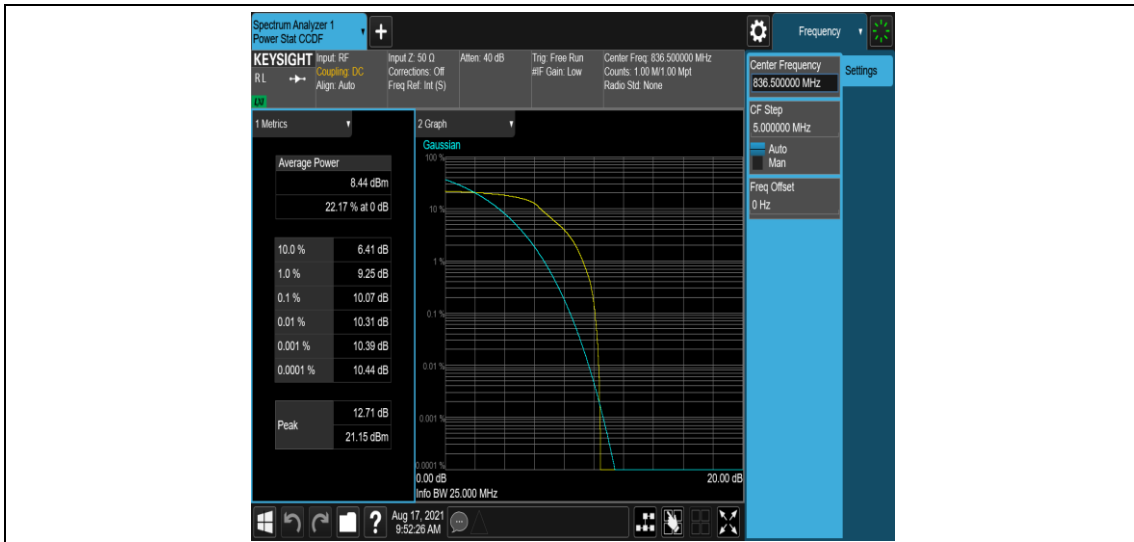 Spectrum Analyzer 1
Power Stat CCDF
Frequency
KEYSIGHT
RL
LM
Input: RF
Coupling: DC
Align: Auto
Input Z: 50 Ω
Corrections: Off
Freq Ref: Int (S)
Atten: 40 dB
Trig: Free Run
#IF Gain: Low
Center Freq: 836.500000 MHz
Counts: 1.00 M/1.00 Mpt
Radio Std: None
Center Frequency
836.500000 MHz
Settings
CF Step
5.000000 MHz
Auto
Man
Freq Offset
0 Hz
1 Metrics
Average Power
8.44 dBm
22.17 % at 0 dB
10.0 % 6.41 dB
1.0 % 9.25 dB
0.1 % 10.07 dB
0.01 % 10.31 dB
0.001 % 10.39 dB
0.0001 % 10.44 dB
Peak
12.71 dB
21.15 dBm
2 Graph
Gaussian
100 %
10 %
1 %
0.1 %
0.01 %
0.001 %
0.0001 %
0.00 dB 20.00 dB
Info BW 25.000 MHz
?
Aug 17, 2021
9:52:26 AM